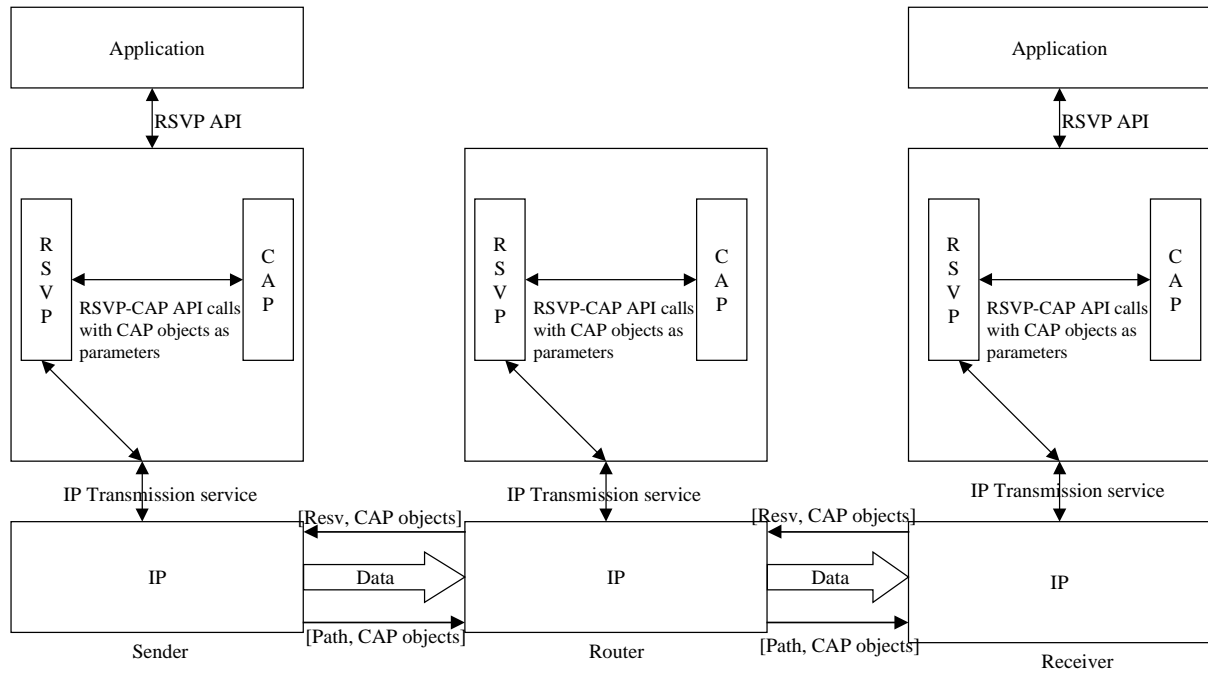 Application
Application
RSVP API
RSVP API
R
S
V
P
C
A
P
RSVP-CAP API calls
with CAP objects as
parameters
R
S
V
P
C
A
P
RSVP-CAP API calls
with CAP objects as
parameters
R
S
V
P
C
A
P
RSVP-CAP API calls
with CAP objects as
parameters
IP Transmission service
IP Transmission service
IP Transmission service
[Resv, CAP objects]
[Resv, CAP objects]
IP
Data
IP
Data
IP
[Path, CAP objects]
[Path, CAP objects]
Sender
Router
Receiver